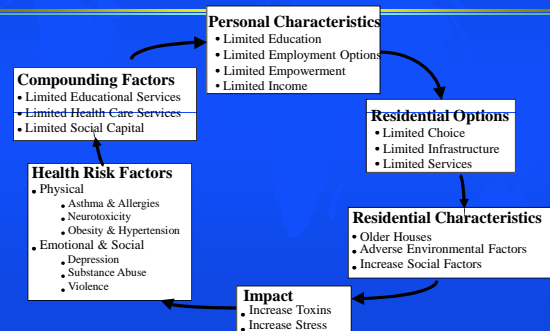 Personal Characteristics
• Limited Education
• Limited Employment Options
• Limited Empowerment
• Limited Income
Residential Options
• Limited Choice
• Limited Infrastructure
• Limited Services
Residential Characteristics
• Older Houses
• Adverse Environmental Factors
• Increase Social Factors
Impact
• Increase Toxins
• Increase Stress
Health Risk Factors
• Physical
• Asthma & Allergies
• Neurotoxicity
• Obesity & Hypertension
• Emotional & Social
• Depression
• Substance Abuse
• Violence
Compounding Factors
• Limited Educational Services
• Limited Health Care Services
• Limited Social Capital